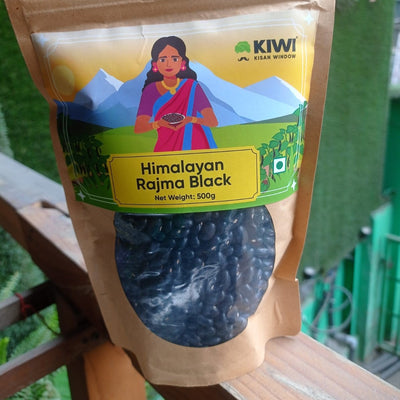 KIWI
KISAN WINDOW
Himalayan
Rajma Black
Net Weight: 500g